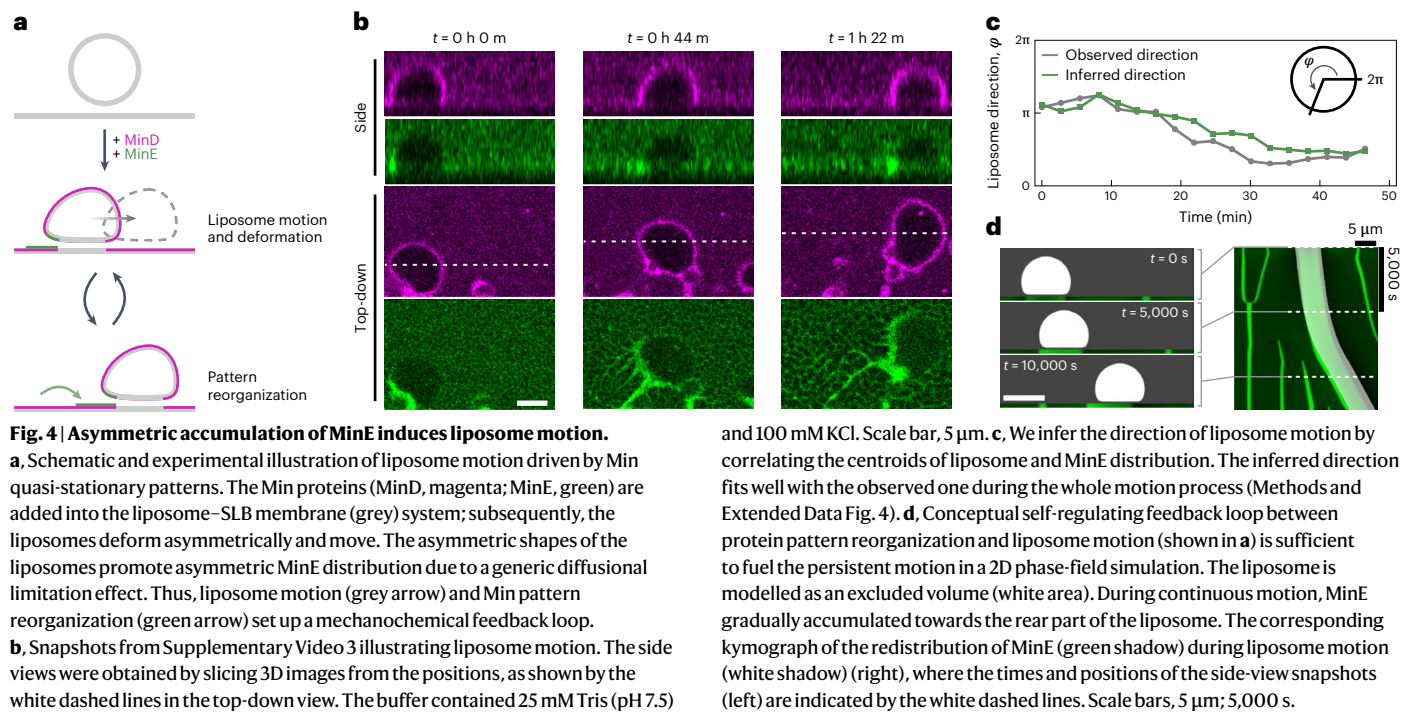 a
+ MinD
+ MinE
Liposome motion
and deformation
Pattern
reorganization
b
t = 0 h 0 m
t = 0 h 44 m
t = 1 h 22 m
Side
Top-down
c
2π
π
0
Liposome direction, φ
Observed direction
Inferred direction
φ
2π
0
10
20
30
40
50
Time (min)
d
t = 0 s
t = 5,000 s
t = 10,000 s
5 μm
5,000 s
Fig. 4 | Asymmetric accumulation of MinE induces liposome motion.
a, Schematic and experimental illustration of liposome motion driven by Min
quasi-stationary patterns. The Min proteins (MinD, magenta; MinE, green) are
added into the liposome–SLB membrane (grey) system; subsequently, the
liposomes deform asymmetrically and move. The asymmetric shapes of the
liposomes promote asymmetric MinE distribution due to a generic diffusional
limitation effect. Thus, liposome motion (grey arrow) and Min pattern
reorganization (green arrow) set up a mechanochemical feedback loop.
b, Snapshots from Supplementary Video 3 illustrating liposome motion. The side
views were obtained by slicing 3D images from the positions, as shown by the
white dashed lines in the top-down view. The buffer contained 25 mM Tris (pH 7.5)
and 100 mM KCl. Scale bar, 5 μm. c, We infer the direction of liposome motion by
correlating the centroids of liposome and MinE distribution. The inferred direction
fits well with the observed one during the whole motion process (Methods and
Extended Data Fig. 4). d, Conceptual self-regulating feedback loop between
protein pattern reorganization and liposome motion (shown in a) is sufficient
to fuel the persistent motion in a 2D phase-field simulation. The liposome is
modelled as an excluded volume (white area). During continuous motion, MinE
gradually accumulated towards the rear part of the liposome. The corresponding
kymograph of the redistribution of MinE (green shadow) during liposome motion
(white shadow) (right), where the times and positions of the side-view snapshots
(left) are indicated by the white dashed lines. Scale bars, 5 μm; 5,000 s.